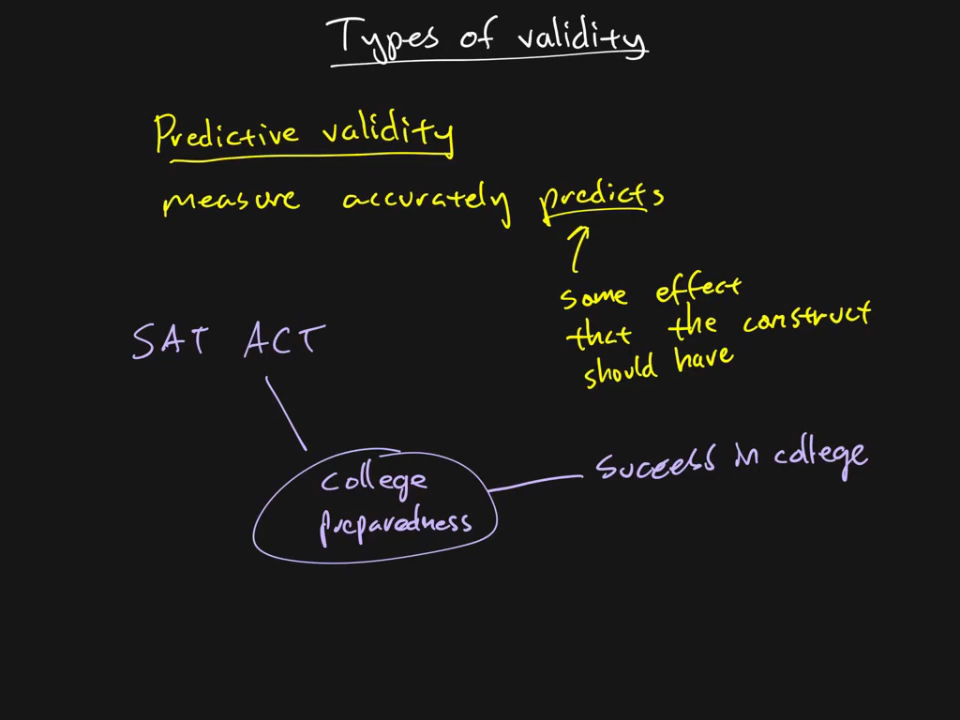 Types of validity
Predictive validity
measure accurately predicts
some effect
that the construct
should have
SAT ACT
college
preparedness
success in college